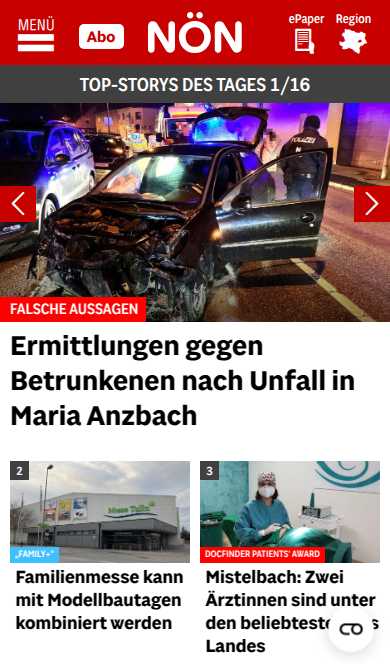 MENÜ
Abo
NÖN
ePaper
Region
TOP-STORYS DES TAGES 1/16
POLIZEI
FALSCHE AUSSAGEN
Ermittlungen gegen
Betrunkenen nach Unfall in
Maria Anzbach
2
Messe Tulln
„FAMILY+“
Familienmesse kann
mit Modellbautagen
kombiniert werden
3
DOCFINDER PATIENTS' AWARD
Mistelbach: Zwei
Ärztinnen sind unter
den beliebtesten
Landes